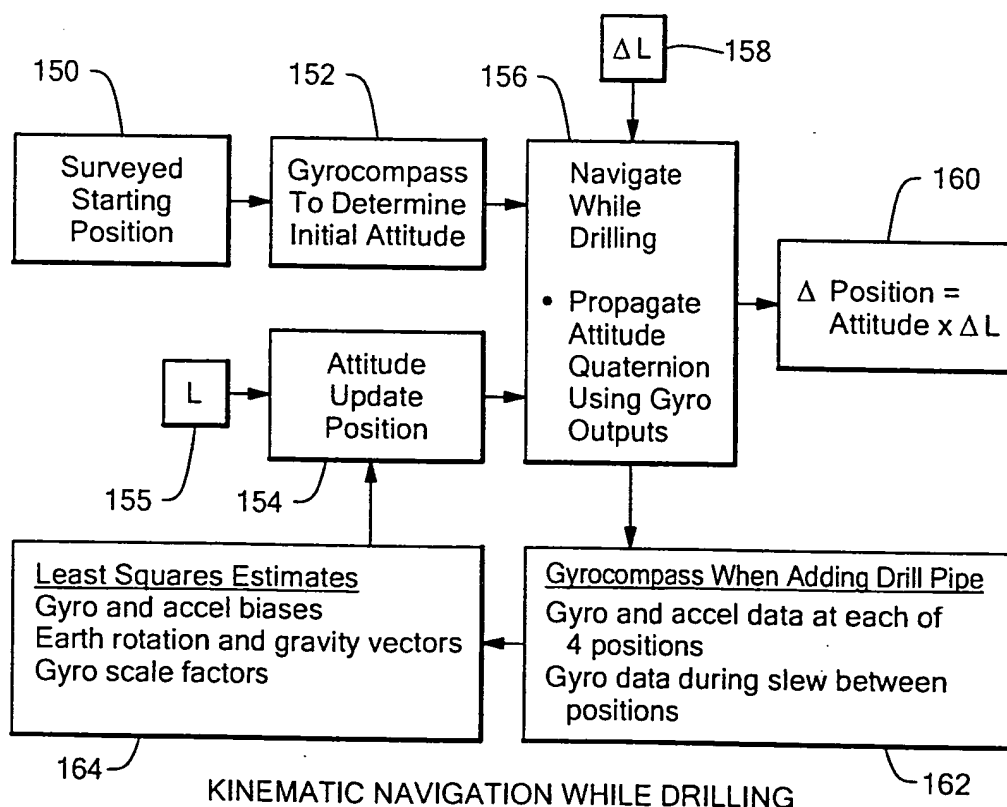 150
152
156
ΔL
158
Surveyed
Starting
Position
Gyrocompass
To Determine
Initial Attitude
Navigate
While
Drilling
• Propagate
Attitude
Quaternion
Using Gyro
Outputs
160
Δ Position =
Attitude x ΔL
L
155
Attitude
Update
Position
154
Least Squares Estimates
Gyro and accel biases
Earth rotation and gravity vectors
Gyro scale factors
164
Gyrocompass When Adding Drill Pipe
Gyro and accel data at each of
4 positions
Gyro data during slew between
positions
162
KINEMATIC NAVIGATION WHILE DRILLING